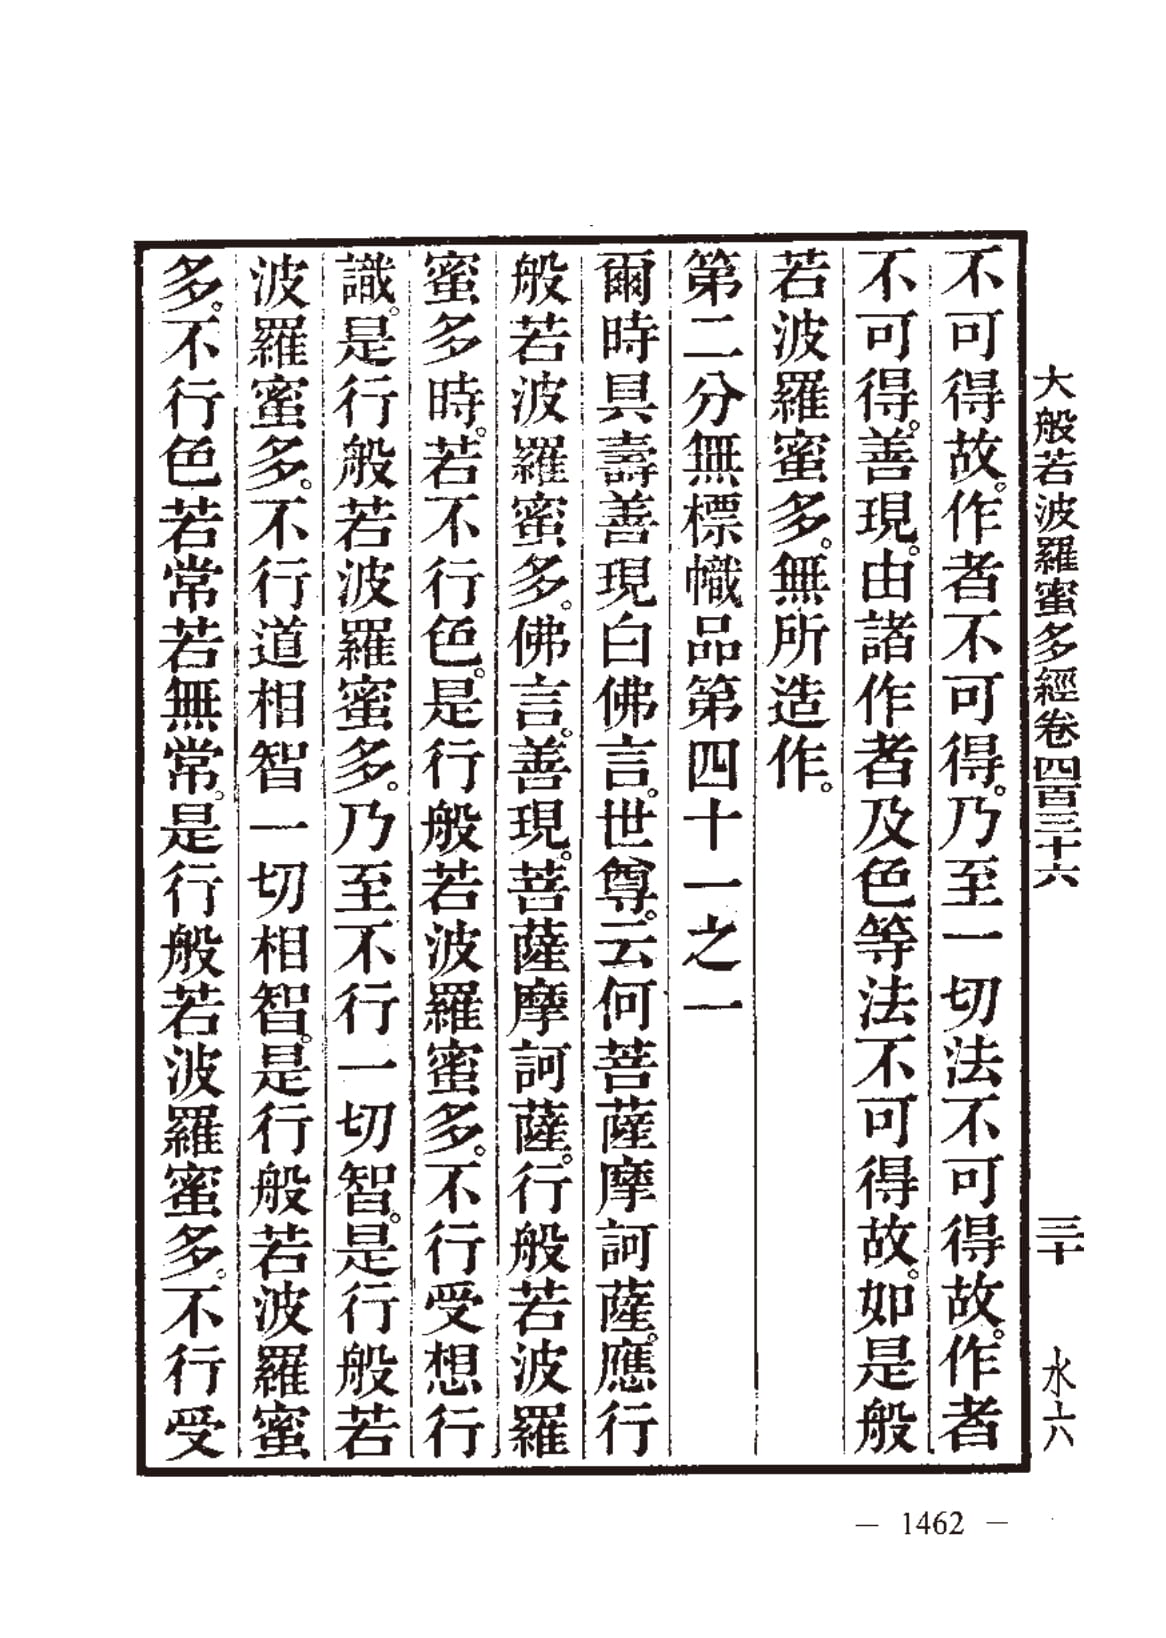 大般若波羅蜜多經卷四百三十六 三十 水六
不可得故。作者不可得。乃至一切法不可得故。作者
不可得。善現。由諸作者及色等法不可得故。如是般
若波羅蜜多。無所造作。
第二分無標幟品第四十一之一
爾時具壽善現白佛言。世尊。云何菩薩摩訶薩。應行
般若波羅蜜多。佛言。善現。菩薩摩訶薩。行般若波羅
蜜多時。若不行色。是行般若波羅蜜多。不行受想行
識。是行般若波羅蜜多。乃至不行一切智。是行般若
波羅蜜多。不行道相智一切相智。是行般若波羅蜜
多。不行色若常若無常。是行般若波羅蜜多。不行受
— 1462 —